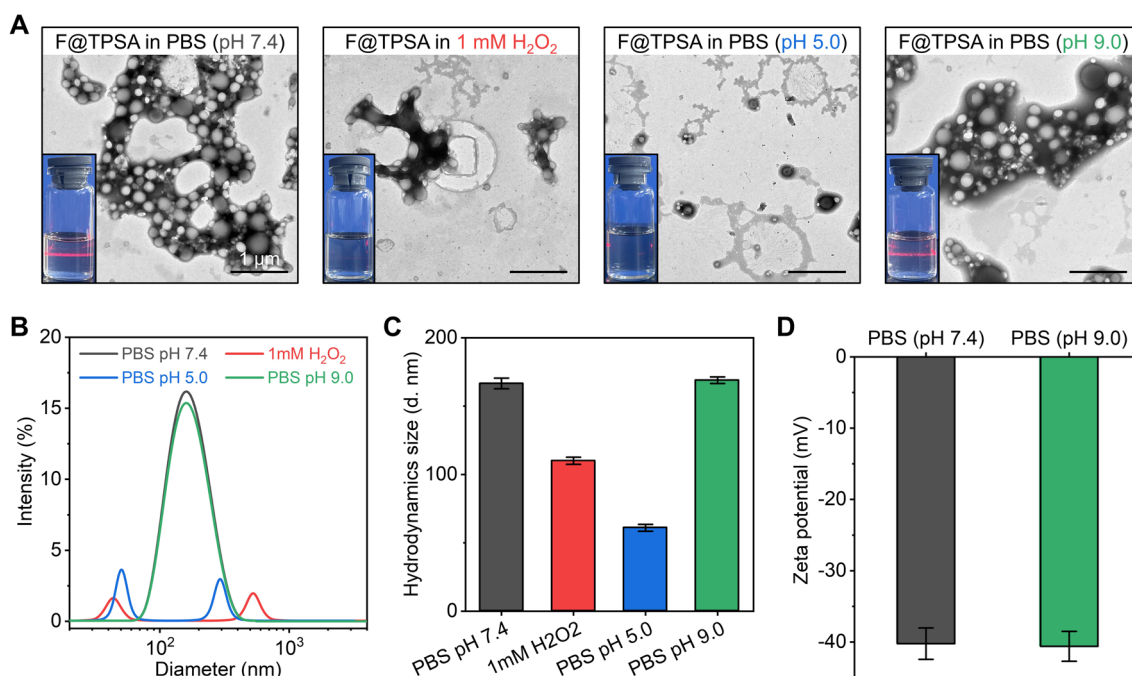 A
F@TPSA in PBS (pH 7.4)
F@TPSA in 1 mM H₂O₂
F@TPSA in PBS (pH 5.0)
F@TPSA in PBS (pH 9.0)
1 μm
B
20
15
10
5
0
Intensity (%)
PBS pH 7.4
1mM H₂O₂
PBS pH 5.0
PBS pH 9.0
10²
10³
Diameter (nm)
C
200
100
0
Hydrodynamics size (d. nm)
PBS pH 7.4
1mM H2O2
PBS pH 5.0
PBS pH 9.0
D
PBS (pH 7.4)
PBS (pH 9.0)
0
-10
-20
-30
-40
Zeta potential (mV)